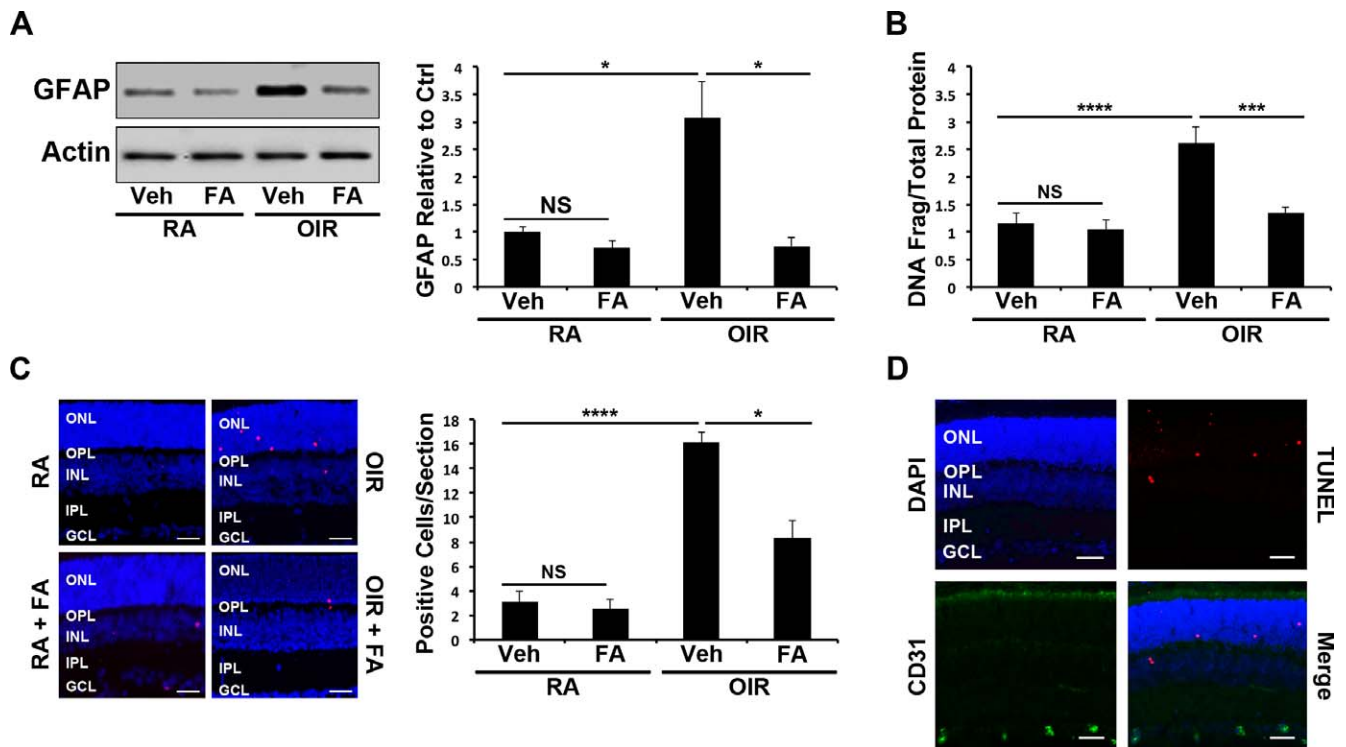 A
GFAP
Actin
Veh FA Veh FA
RA OIR
GFAP Relative to Ctrl
4
3.5
3
2.5
2
1.5
1
0.5
0
* *
NS
Veh FA Veh FA
RA OIR
B
DNA Frag/Total Protein
4
3.5
3
2.5
2
1.5
1
0.5
0
**** ***
NS
Veh FA Veh FA
RA OIR
C
RA
ONL
OPL
INL
IPL
GCL
ONL
OPL
INL
IPL
GCL
OIR
RA + FA
ONL
OPL
INL
IPL
GCL
ONL
OPL
INL
IPL
GCL
OIR + FA
Positive Cells/Section
18
16
14
12
10
8
6
4
2
0
**** *
NS
Veh FA Veh FA
RA OIR
D
DAPI
ONL
OPL
INL
IPL
GCL
TUNEL
CD31
Merge